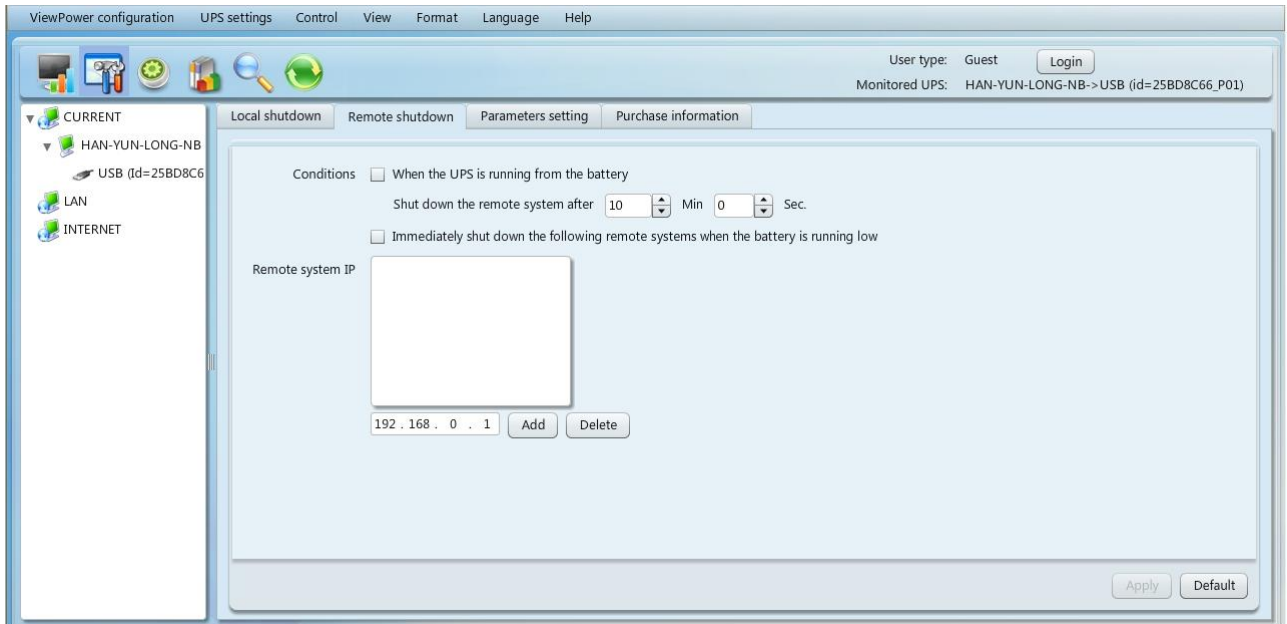 ViewPower configuration UPS settings Control View Format Language Help
User type: Guest Login
Monitored UPS: HAN-YUN-LONG-NB->USB (id=25BD8C66_P01)
CURRENT
HAN-YUN-LONG-NB
USB (Id=25BD8C6
LAN
INTERNET
Local shutdown Remote shutdown Parameters setting Purchase information
Conditions When the UPS is running from the battery
Shut down the remote system after 10 Min 0 Sec.
Immediately shut down the following remote systems when the battery is running low
Remote system IP
192 . 168 . 0 . 1 Add Delete
Apply Default